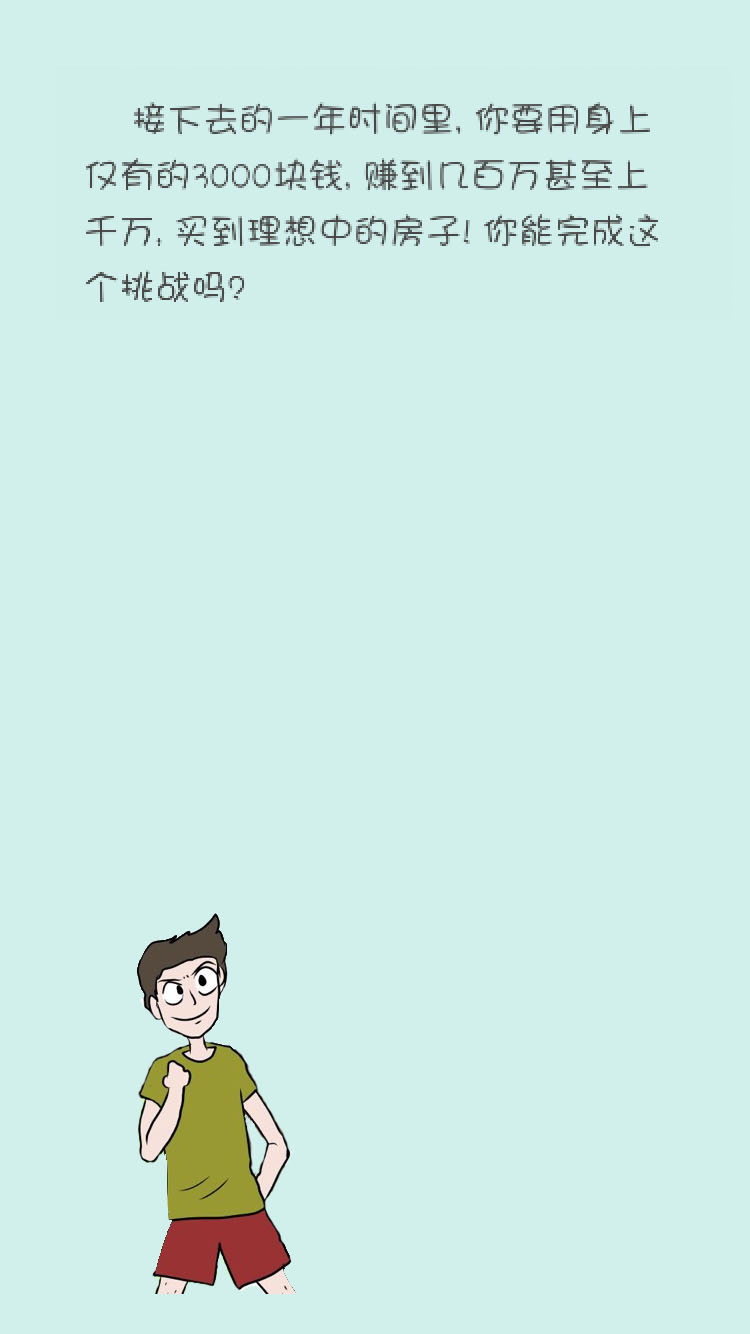 接下去的一年时间里, 你要用身上
仅有的3000块钱, 赚到几百万甚至上
千万, 买到理想中的房子! 你能完成这
个挑战吗?